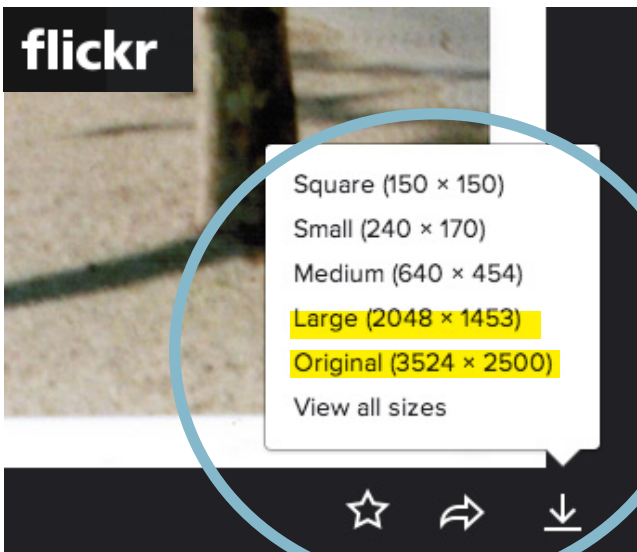 flickr
Square (150 × 150)
Small (240 × 170)
Medium (640 × 454)
Large (2048 × 1453)
Original (3524 × 2500)
View all sizes